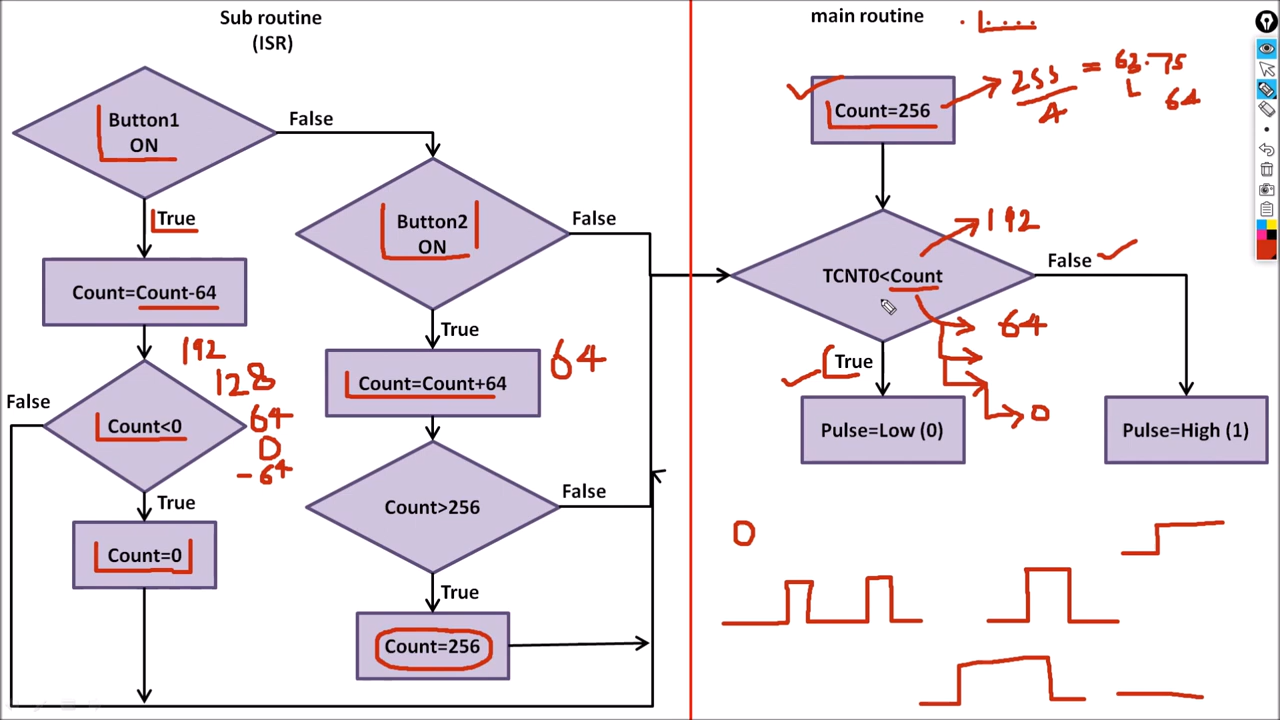 Sub routine
(ISR)
main routine
Button1
ON
False
True
Count=Count-64
192
128
64
0
-64
False
Count<0
True
Count=0
Button2
ON
False
True
Count=Count+64
64
Count>256
False
True
Count=256
Count=256
255/4 = 63.75
64
192
TCNT0<Count
False
64
True
0
Pulse=Low (0)
Pulse=High (1)
0